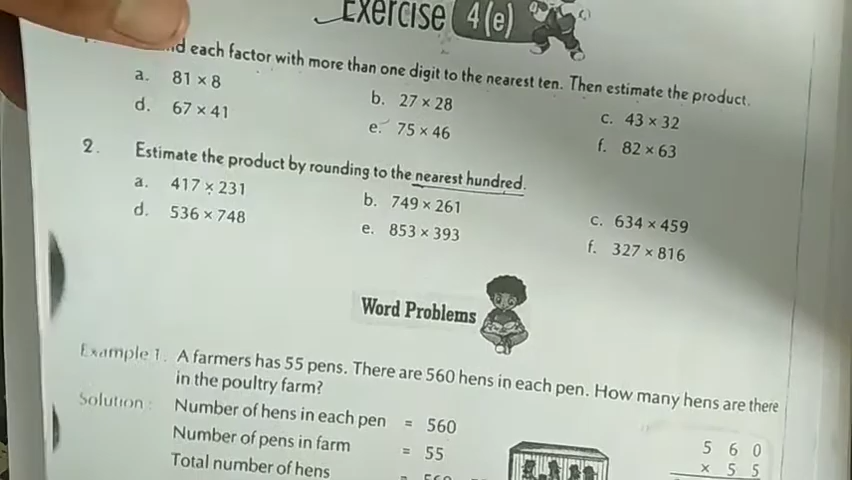 Exercise 4(e)
each factor with more than one digit to the nearest ten. Then estimate the product.
a. 81 × 8
b. 27 × 28
c. 43 × 32
d. 67 × 41
e. 75 × 46
f. 82 × 63
2. Estimate the product by rounding to the nearest hundred.
a. 417 × 231
b. 749 × 261
c. 634 × 459
d. 536 × 748
e. 853 × 393
f. 327 × 816
Word Problems
Example 1. A farmers has 55 pens. There are 560 hens in each pen. How many hens are there
in the poultry farm?
Solution : Number of hens in each pen = 560
Number of pens in farm = 55
Total number of hens =
5 6 0
× 5 5